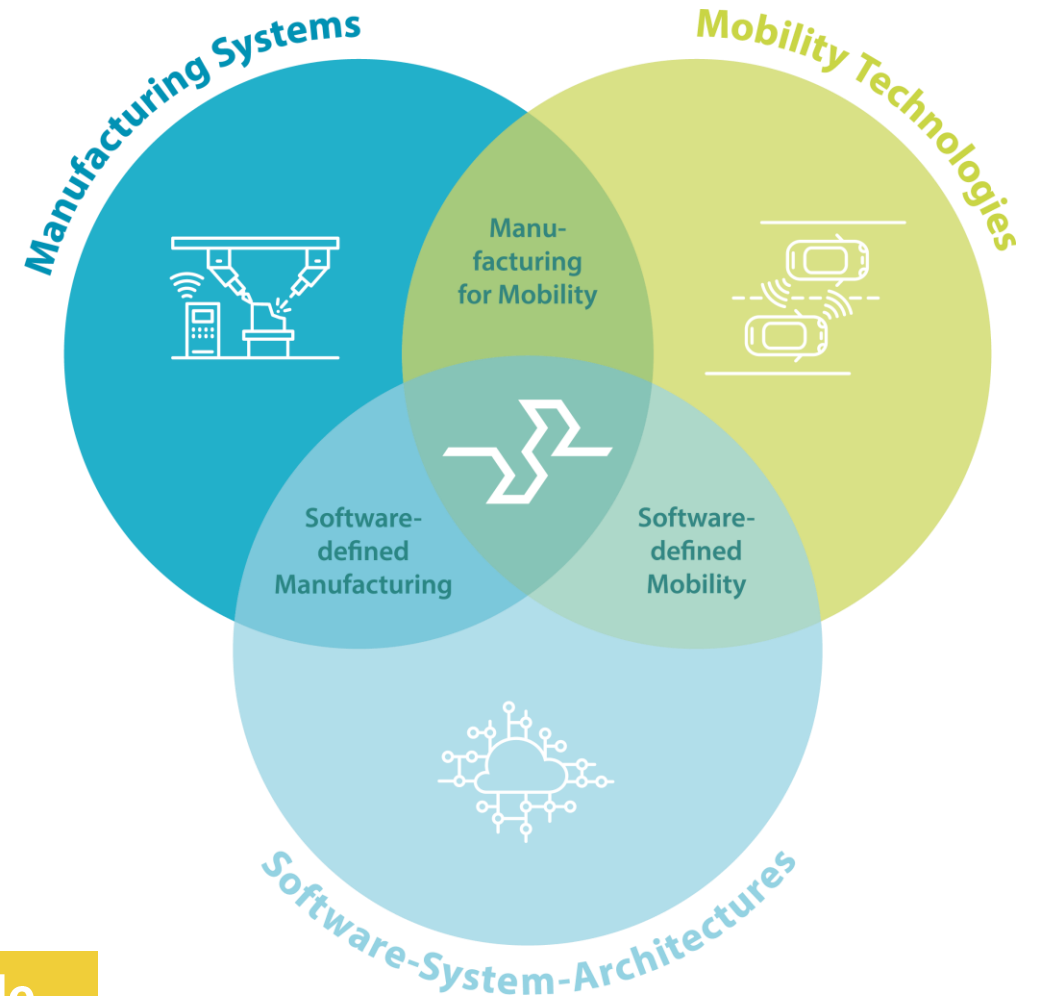 Manufacturing Systems
Mobility Technologies
Manu-
facturing
for Mobility
Software-
defined
Manufacturing
Software-
defined
Mobility
Software-System-Architectures